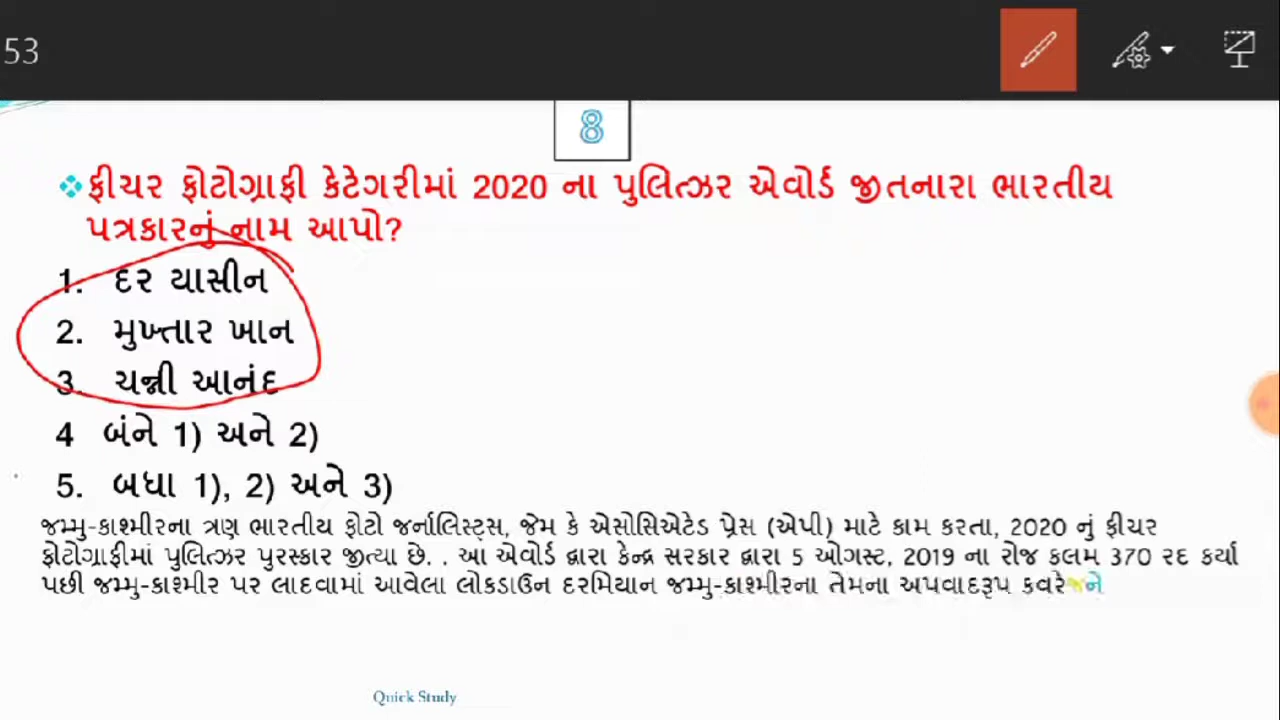 53
8
ફીચર ફોટોગ્રાફી કેટેગરીમાં 2020 ના પુલિત્ઝર એવોર્ડ જીતનારા ભારતીય
પત્રકારનું નામ આપો?
1. દર યાસીન
2. મુખ્તાર ખાન
3. ચન્ની આનંદ
4 બંને 1) અને 2)
5. બધા 1), 2) અને 3)
જમ્મુ-કાશ્મીરના ત્રણ ભારતીય ફોટો જર્નાલિસ્ટ્સ, જેમ કે એસોસિએટેડ પ્રેસ (એપી) માટે કામ કરતા, 2020 નું ફીચર
ફોટોગ્રાફીમાં પુલિત્ઝર પુરસ્કાર જીત્યા છે. . આ એવોર્ડ દ્વારા કેન્દ્ર સરકાર દ્વારા 5 ઓગસ્ટ, 2019 ના રોજ કલમ 370 રદ કર્યા
પછી જમ્મુ-કાશ્મીર પર લાદવામાં આવેલા લોકડાઉન દરમિયાન જમ્મુ-કાશ્મીરના તેમના અપવાદરૂપ કવરેજને
Quick Study